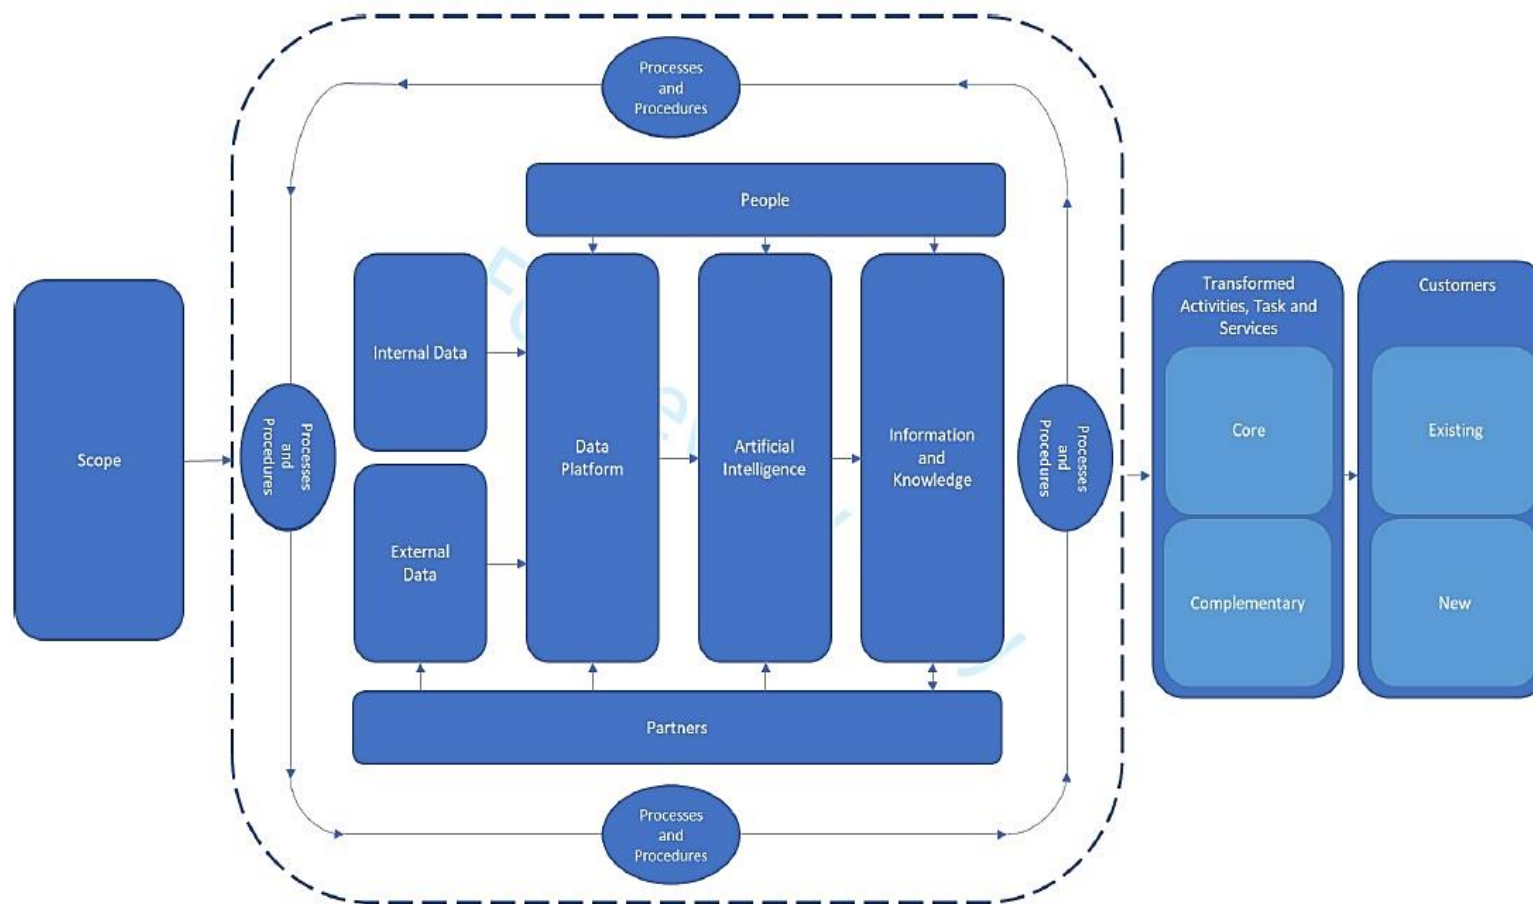 Processes
and
Procedures
People
Scope
Processes
and
Procedures
Internal Data
External
Data
Data
Platform
Artificial
Intelligence
Information
and
Knowledge
Processes
and
Procedures
Transformed
Activities, Task and
Services
Core
Complementary
Customers
Existing
New
Partners
Processes
and
Procedures